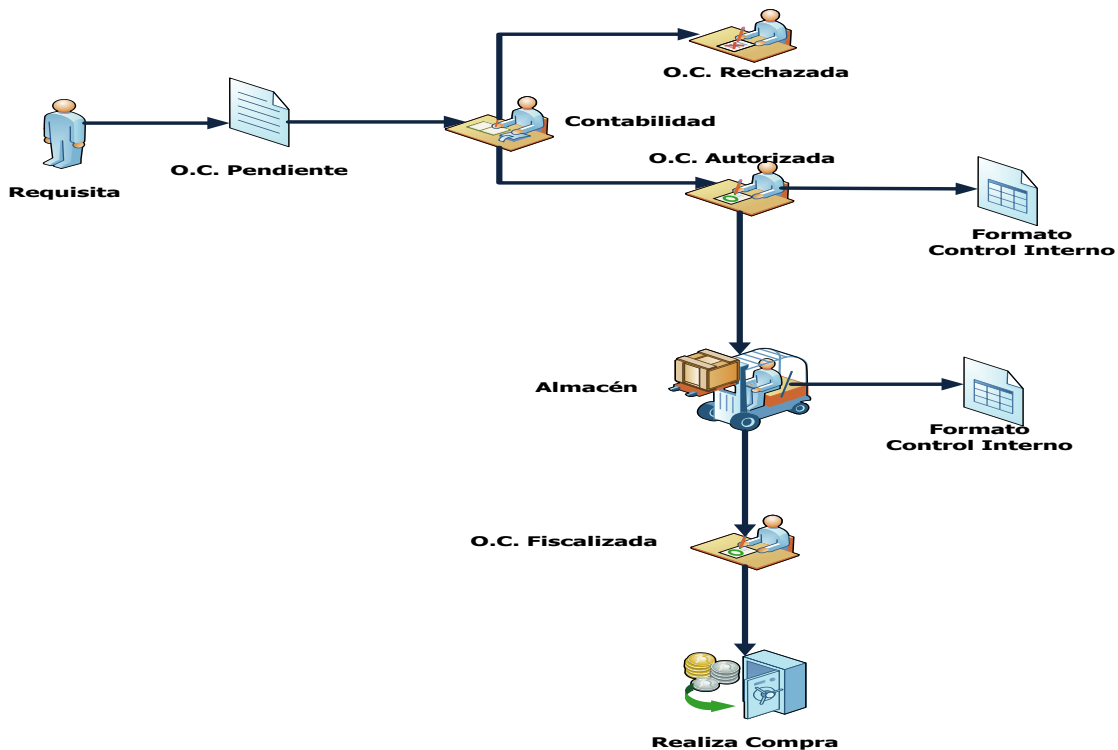 O.C. Rechazada
Contabilidad
O.C. Autorizada
O.C. Pendiente
Requisita
Formato
Control Interno
Almacén
Formato
Control Interno
O.C. Fiscalizada
Realiza Compra